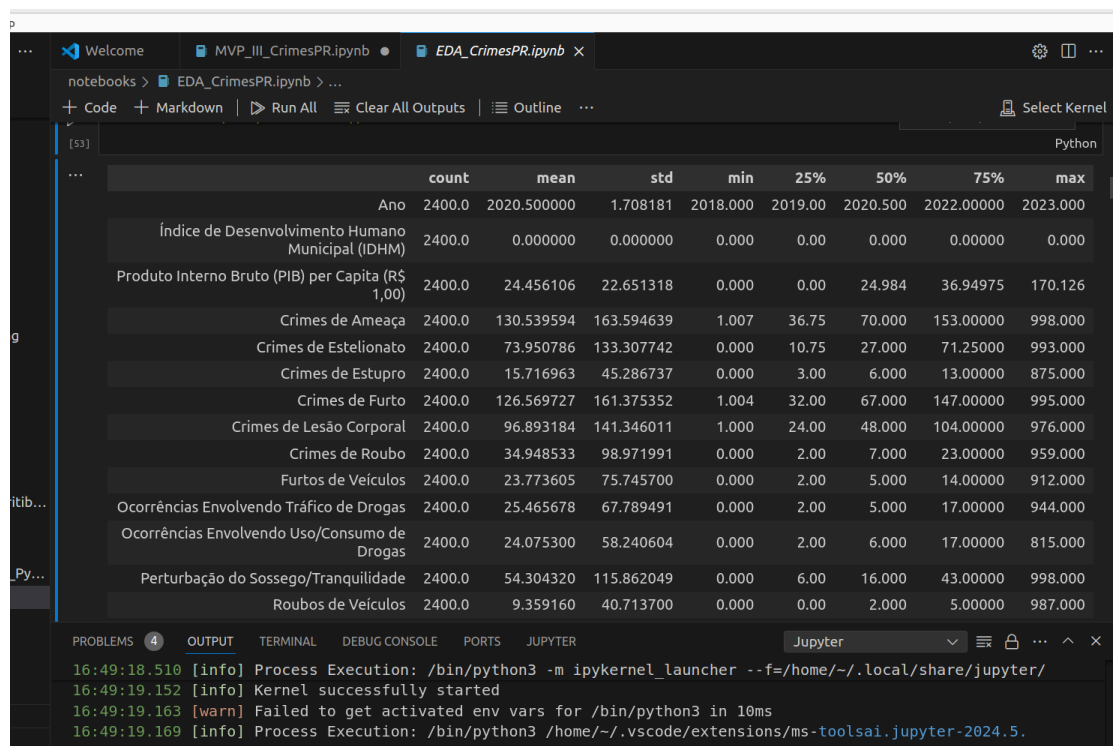 p
... Welcome MVP_III_CrimesPR.ipynb ● EDA_CrimesPR.ipynb × ...
notebooks > EDA_CrimesPR.ipynb > ...
+ Code + Markdown | Run All Clear All Outputs | Outline ... Select Kernel
[53] Python
... count mean std min 25% 50% 75% max
Ano 2400.0 2020.500000 1.708181 2018.000 2019.00 2020.500 2022.00000 2023.000
Índice de Desenvolvimento Humano
Municipal (IDHM) 2400.0 0.000000 0.000000 0.000 0.00 0.000 0.00000 0.000
Produto Interno Bruto (PIB) per Capita (R$
1,00) 2400.0 24.456106 22.651318 0.000 0.00 24.984 36.94975 170.126
Crimes de Ameaça 2400.0 130.539594 163.594639 1.007 36.75 70.000 153.00000 998.000
g
Crimes de Estelionato 2400.0 73.950786 133.307742 0.000 10.75 27.000 71.25000 993.000
Crimes de Estupro 2400.0 15.716963 45.286737 0.000 3.00 6.000 13.00000 875.000
Crimes de Furto 2400.0 126.569727 161.375352 1.004 32.00 67.000 147.00000 995.000
Crimes de Lesão Corporal 2400.0 96.893184 141.346011 1.000 24.00 48.000 104.00000 976.000
Crimes de Roubo 2400.0 34.948533 98.971991 0.000 2.00 7.000 23.00000 959.000
Furtos de Veículos 2400.0 23.773605 75.745700 0.000 2.00 5.000 14.00000 912.000
ritib...
Ocorrências Envolvendo Tráfico de Drogas 2400.0 25.465678 67.789491 0.000 2.00 5.000 17.00000 944.000
Ocorrências Envolvendo Uso/Consumo de
Drogas 2400.0 24.075300 58.240604 0.000 2.00 6.000 17.00000 815.000
_Py...
Perturbação do Sossego/Tranquilidade 2400.0 54.304320 115.862049 0.000 6.00 16.000 43.00000 998.000
Roubos de Veículos 2400.0 9.359160 40.713700 0.000 0.00 2.000 5.00000 987.000
PROBLEMS 4 OUTPUT TERMINAL DEBUG CONSOLE PORTS JUPYTER Jupyter ...
16:49:18.510 [info] Process Execution: /bin/python3 -m ipykernel_launcher --f=/home/~/.local/share/jupyter/
16:49:19.152 [info] Kernel successfully started
16:49:19.163 [warn] Failed to get activated env vars for /bin/python3 in 10ms
16:49:19.169 [info] Process Execution: /bin/python3 /home/~/.vscode/extensions/ms-toolsai.jupyter-2024.5.